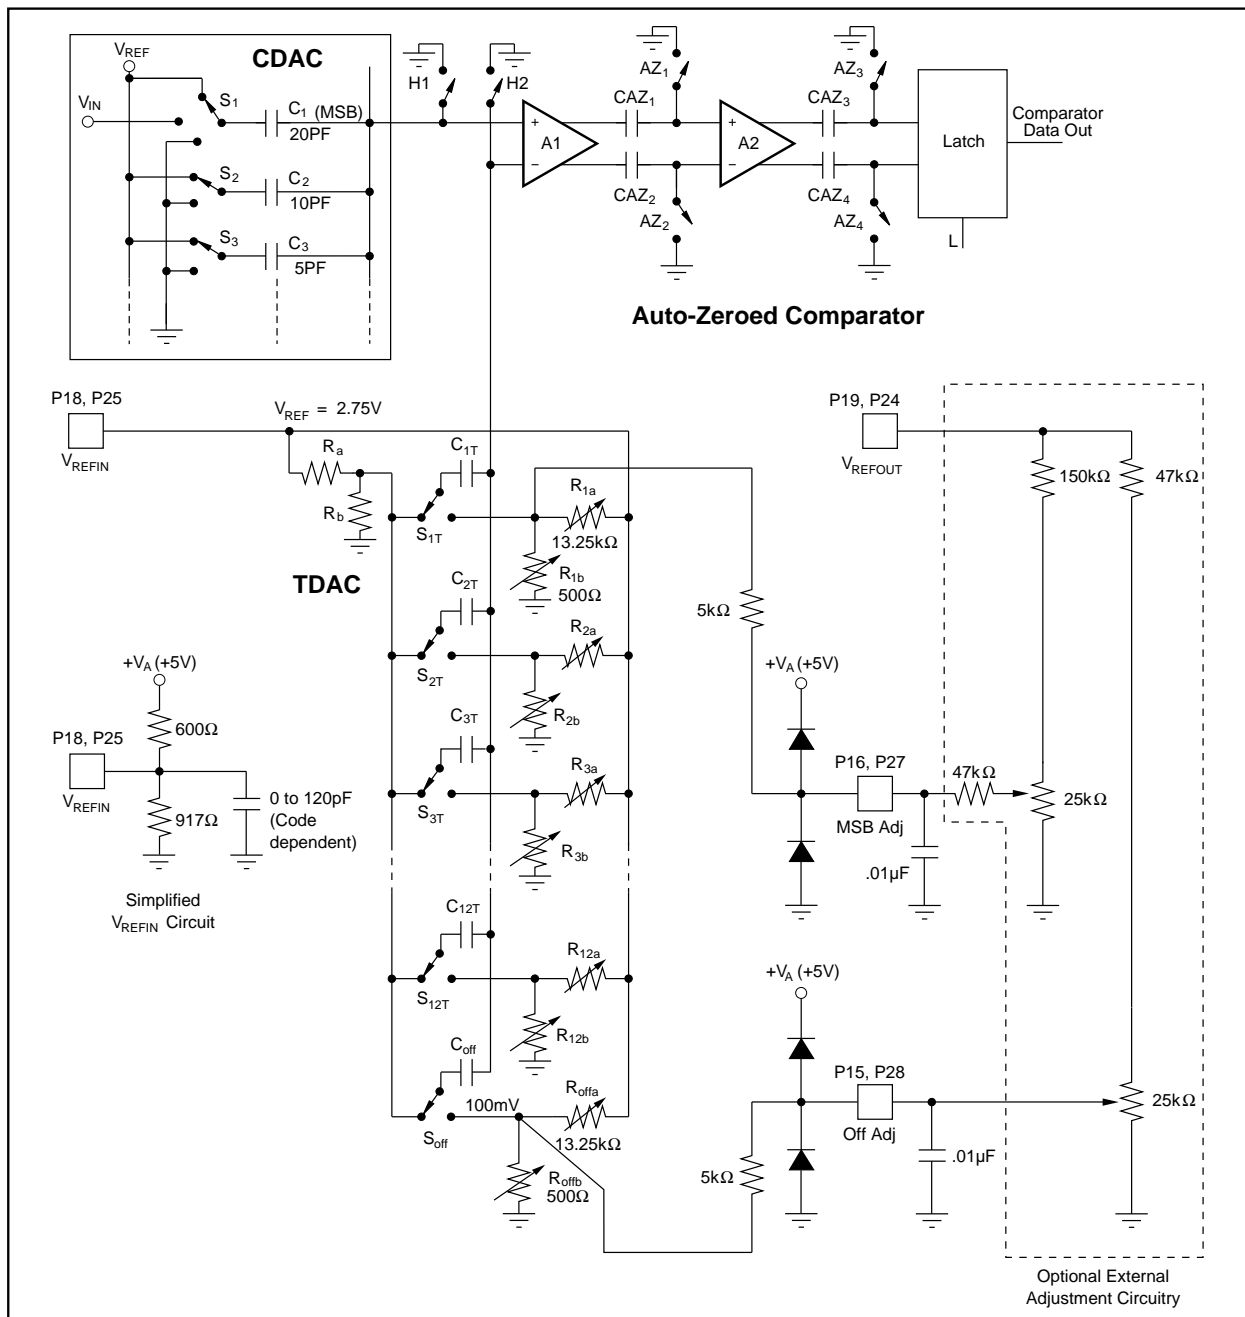 VREF
CDAC
VIN
S1
C1 (MSB)
20PF
S2
C2
10PF
S3
C3
5PF
H1
H2
A1
CAZ1
CAZ2
AZ1
AZ2
A2
CAZ3
CAZ4
AZ3
AZ4
Latch
L
Comparator
Data Out
Auto-Zeroed Comparator
P18, P25
VREFIN
VREF = 2.75V
Ra
Rb
TDAC
C1T
S1T
R1a
13.25kΩ
R1b
500Ω
C2T
S2T
R2a
R2b
C3T
S3T
R3a
R3b
C12T
S12T
R12a
R12b
Coff
Soff
100mV
Roffa
13.25kΩ
Roffb
500Ω
+VA (+5V)
600Ω
P18, P25
VREFIN
917Ω
0 to 120pF
(Code
dependent)
Simplified
VREFIN Circuit
P19, P24
VREFOUT
150kΩ
47kΩ
5kΩ
+VA (+5V)
P16, P27
MSB Adj
47kΩ
25kΩ
.01µF
+VA (+5V)
P15, P28
Off Adj
5kΩ
.01µF
25kΩ
Optional External
Adjustment Circuitry